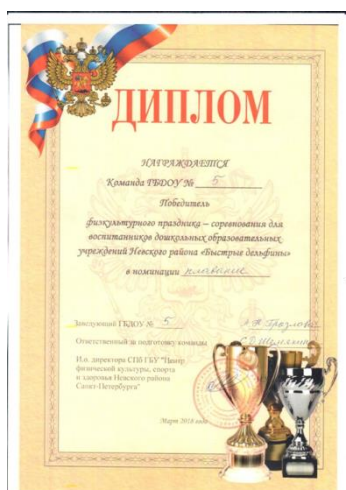 ДИПЛОМ
НАГРАЖДАЕТСЯ
Команда ГБДОУ № 5
Победитель
физкультурного праздника – соревнования для
воспитанников дошкольных образовательных
учреждений Невского района «Быстрые дельфины»
в номинации плавание
Заведующий ГБДОУ № 5
Ответственный за подготовку команды
И.о. директора СПб ГБУ "Центр
физической культуры, спорта
и здоровья Невского района
Санкт-Петербурга"
Март 2018 года